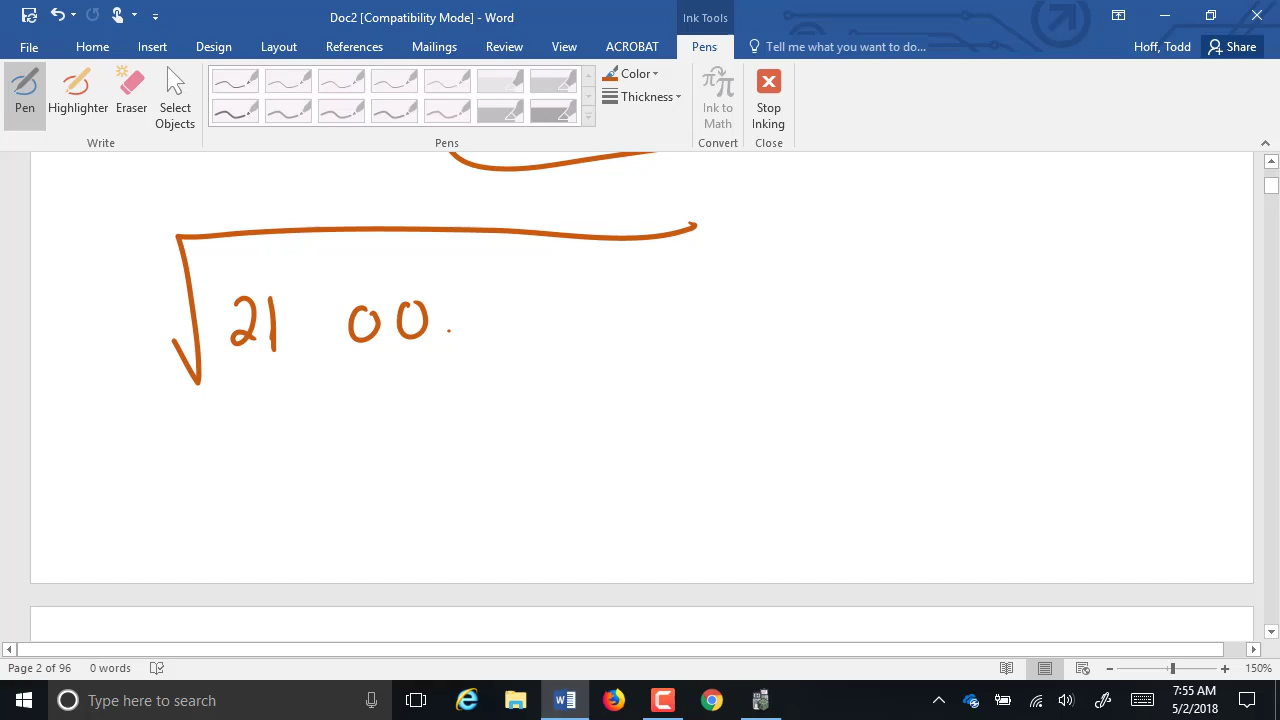 Doc2 [Compatibility Mode] - Word
Ink Tools
File Home Insert Design Layout References Mailings Review View ACROBAT Pens Tell me what you want to do... Hoff, Todd Share
Pen Highlighter Eraser Select Objects
Color
Thickness
Ink to Math
Stop Inking
Write Pens Convert Close
√21 00.
Page 2 of 96 0 words 150%
Type here to search
7:55 AM
5/2/2018